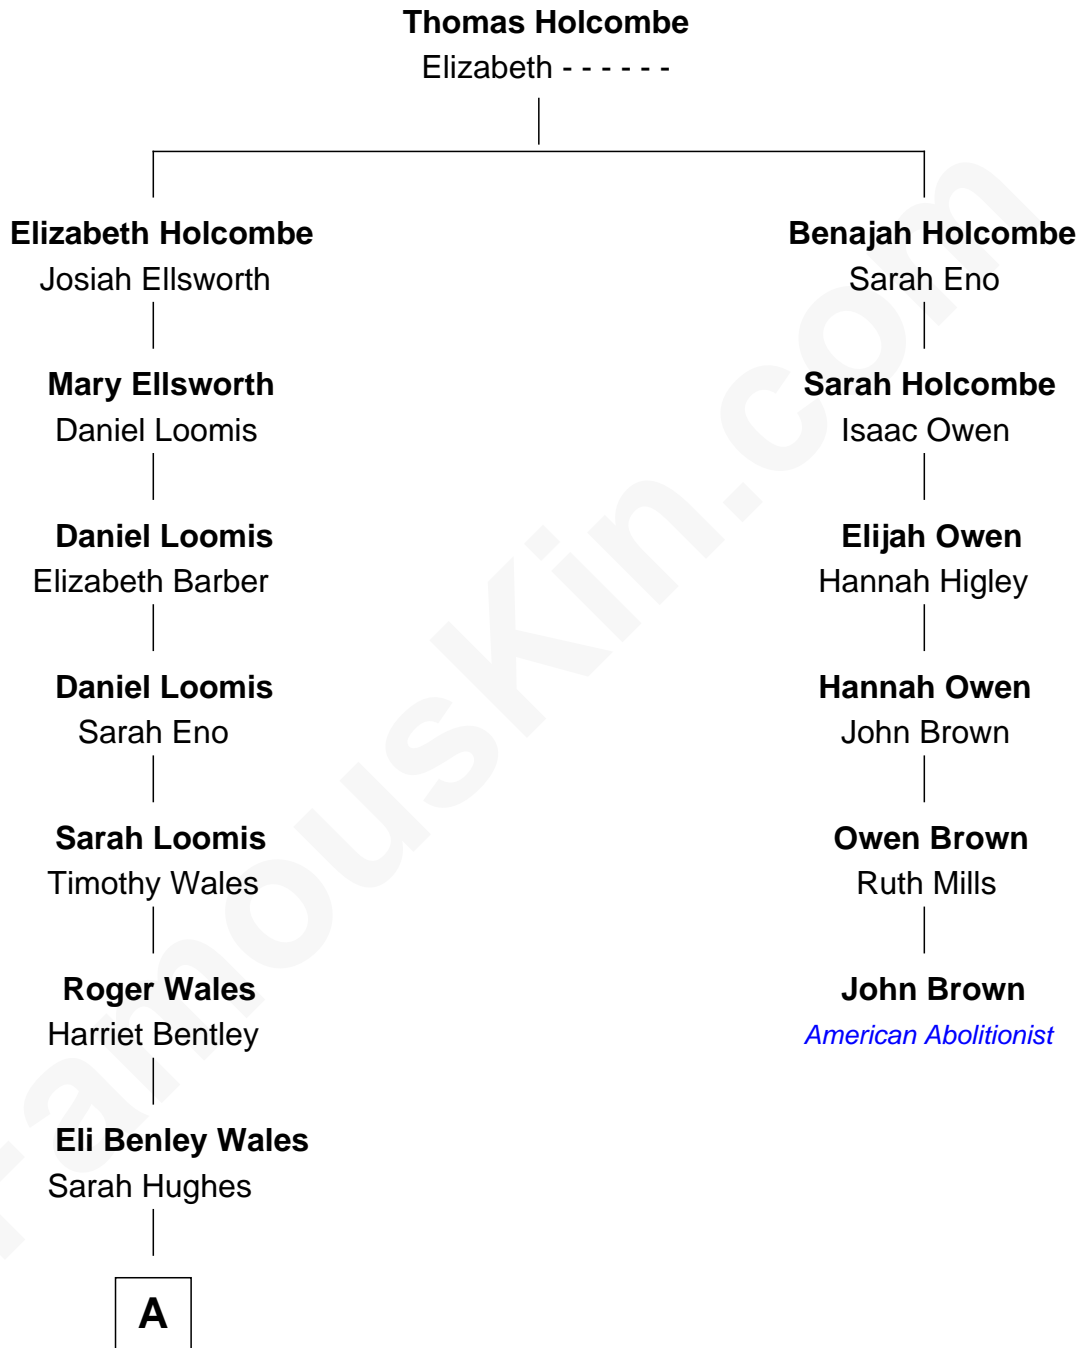 Thomas Holcombe
Elizabeth - - - - - -
Elizabeth Holcombe
Josiah Ellsworth
Benajah Holcombe
Sarah Eno
Mary Ellsworth
Daniel Loomis
Sarah Holcombe
Isaac Owen
Daniel Loomis
Elizabeth Barber
Elijah Owen
Hannah Higley
Daniel Loomis
Sarah Eno
Hannah Owen
John Brown
Sarah Loomis
Timothy Wales
Owen Brown
Ruth Mills
Roger Wales
Harriet Bentley
John Brown
American Abolitionist
Eli Benley Wales
Sarah Hughes
A
FamousKin.com